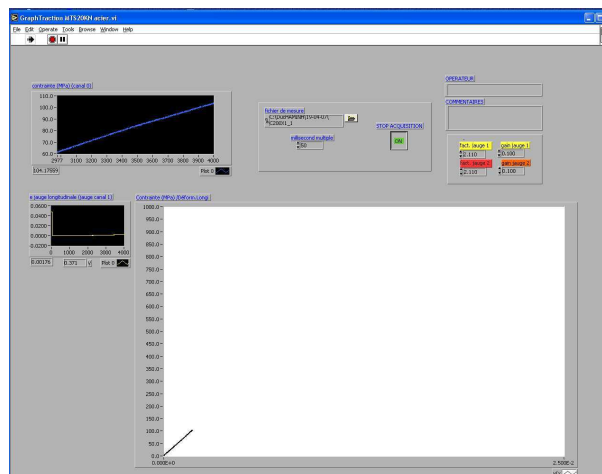 GraphTraction MTS20KN acier.vi
File Edit Operate Tools Browse Window Help
OPERATEUR
COMMENTAIRES
contrainte (MPa) (canal 0)
110.0
100.0
90.0
80.0
70.0
60.0
2977 3100 3200 3300 3400 3500 3600 3700 3800 3900 4000
104.17559
Plot 0
fichier de mesure
millisecond multiple
50
STOP ACQUISITION
ON
fact. jauge 1 gain jauge 1
2.110 0.100
fact. jauge 2 gain jauge 2
2.110 0.100
e jauge longitudinale (jauge canal 1)
0.0600
0.0400
0.0200
0.0000
-0.0200
0 1000 2000 3000 4000
0.00176 0.371 V Plot 0
Contrainte (MPa) /Déform.Longi
1000.0
950.0
900.0
850.0
800.0
750.0
700.0
650.0
600.0
550.0
500.0
450.0
400.0
350.0
300.0
250.0
200.0
150.0
100.0
50.0
0.0
0.000E+0 2.500E-2